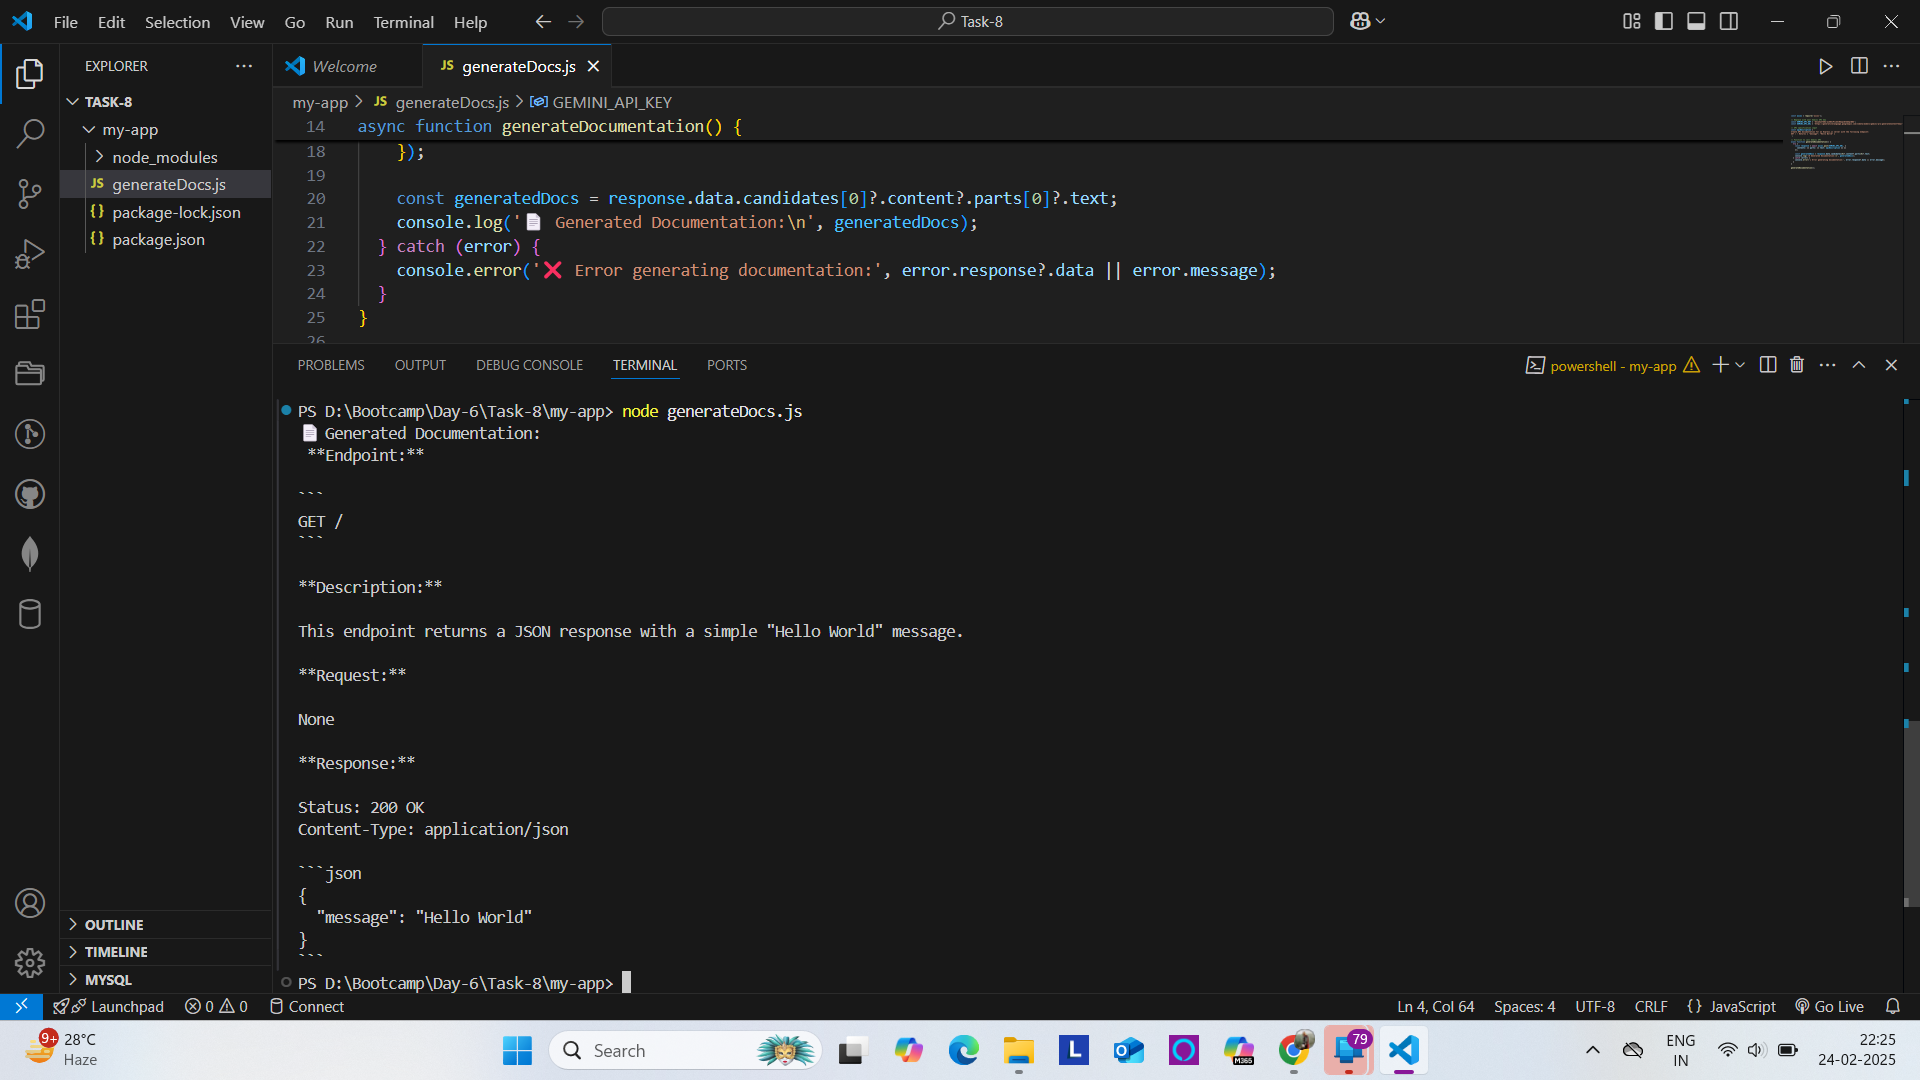 File Edit Selection View Go Run Terminal Help
Task-8
EXPLORER
TASK-8
my-app
node_modules
JS generateDocs.js
{} package-lock.json
{} package.json
OUTLINE
TIMELINE
MYSQL
Welcome
JS generateDocs.js
my-app > JS generateDocs.js > GEMINI_API_KEY
14 async function generateDocumentation() {
18 });
19
20 const generatedDocs = response.data.candidates[0]?.content?.parts[0]?.text;
21 console.log('📄 Generated Documentation:\n', generatedDocs);
22 } catch (error) {
23 console.error('❌ Error generating documentation:', error.response?.data || error.message);
24 }
25 }
26
PROBLEMS OUTPUT DEBUG CONSOLE TERMINAL PORTS
powershell - my-app
PS D:\Bootcamp\Day-6\Task-8\my-app> node generateDocs.js
📄 Generated Documentation:
**Endpoint:**
```
GET /
```
**Description:**
This endpoint returns a JSON response with a simple "Hello World" message.
**Request:**
None
**Response:**
Status: 200 OK
Content-Type: application/json
```json
{
"message": "Hello World"
}
```
PS D:\Bootcamp\Day-6\Task-8\my-app>
Launchpad 0 0 Connect
Ln 4, Col 64 Spaces: 4 UTF-8 CRLF {} JavaScript Go Live
9+ 28°C
Haze
Search
L
M365
79
ENG
IN
22:25
24-02-2025